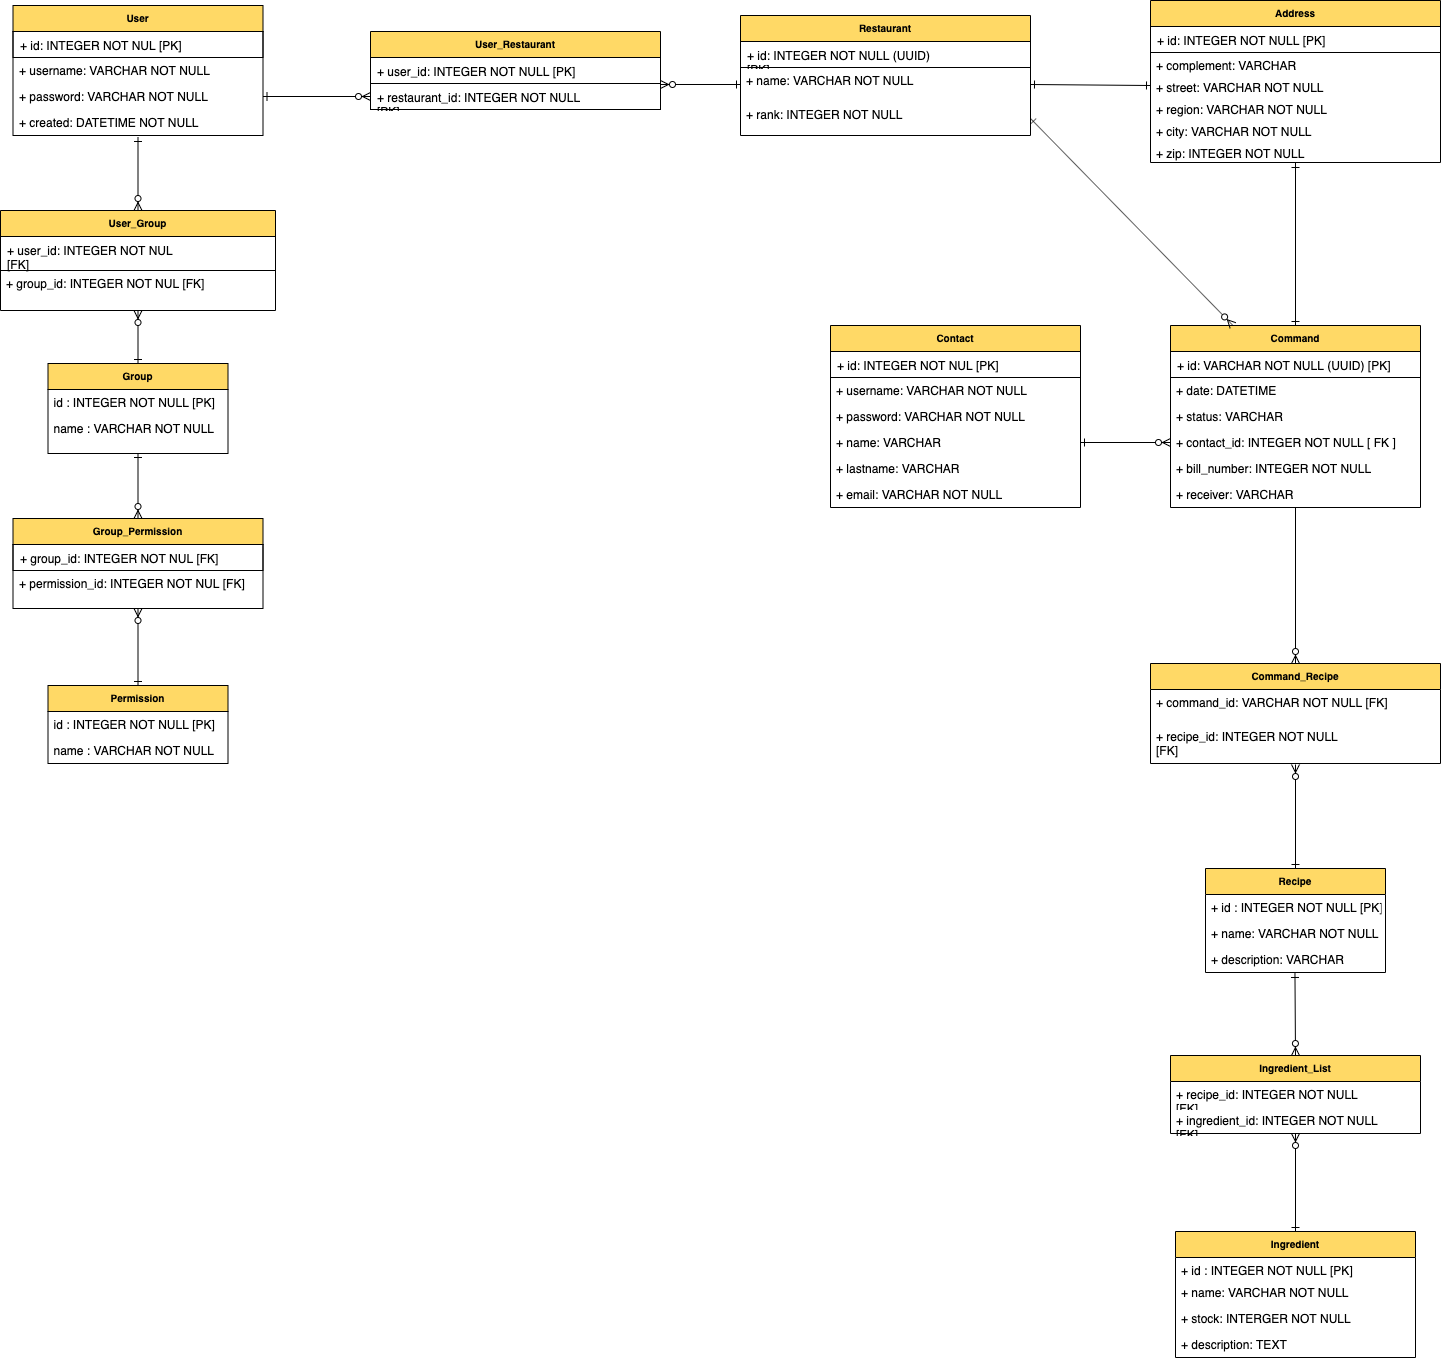 User
+ id: INTEGER NOT NUL [PK]
+ username: VARCHAR NOT NULL
+ password: VARCHAR NOT NULL
+ created: DATETIME NOT NULL
User_Restaurant
+ user_id: INTEGER NOT NULL [PK]
+ restaurant_id: INTEGER NOT NULL
Restaurant
+ id: INTEGER NOT NULL (UUID)
+ name: VARCHAR NOT NULL
+ rank: INTEGER NOT NULL
Address
+ id: INTEGER NOT NULL [PK]
+ complement: VARCHAR
+ street: VARCHAR NOT NULL
+ region: VARCHAR NOT NULL
+ city: VARCHAR NOT NULL
+ zip: INTEGER NOT NULL
User_Group
+ user_id: INTEGER NOT NUL
[FK]
+ group_id: INTEGER NOT NUL [FK]
Group
id : INTEGER NOT NULL [PK]
name : VARCHAR NOT NULL
Group_Permission
+ group_id: INTEGER NOT NUL [FK]
+ permission_id: INTEGER NOT NUL [FK]
Permission
id : INTEGER NOT NULL [PK]
name : VARCHAR NOT NULL
Contact
+ id: INTEGER NOT NUL [PK]
+ username: VARCHAR NOT NULL
+ password: VARCHAR NOT NULL
+ name: VARCHAR
+ lastname: VARCHAR
+ email: VARCHAR NOT NULL
Command
+ id: VARCHAR NOT NULL (UUID) [PK]
+ date: DATETIME
+ status: VARCHAR
+ contact_id: INTEGER NOT NULL [ FK ]
+ bill_number: INTEGER NOT NULL
+ receiver: VARCHAR
Command_Recipe
+ command_id: VARCHAR NOT NULL [FK]
+ recipe_id: INTEGER NOT NULL
[FK]
Recipe
+ id : INTEGER NOT NULL [PK]
+ name: VARCHAR NOT NULL
+ description: VARCHAR
Ingredient_List
+ recipe_id: INTEGER NOT NULL
[FK]
+ ingredient_id: INTEGER NOT NULL
Ingredient
+ id : INTEGER NOT NULL [PK]
+ name: VARCHAR NOT NULL
+ stock: INTERGER NOT NULL
+ description: TEXT